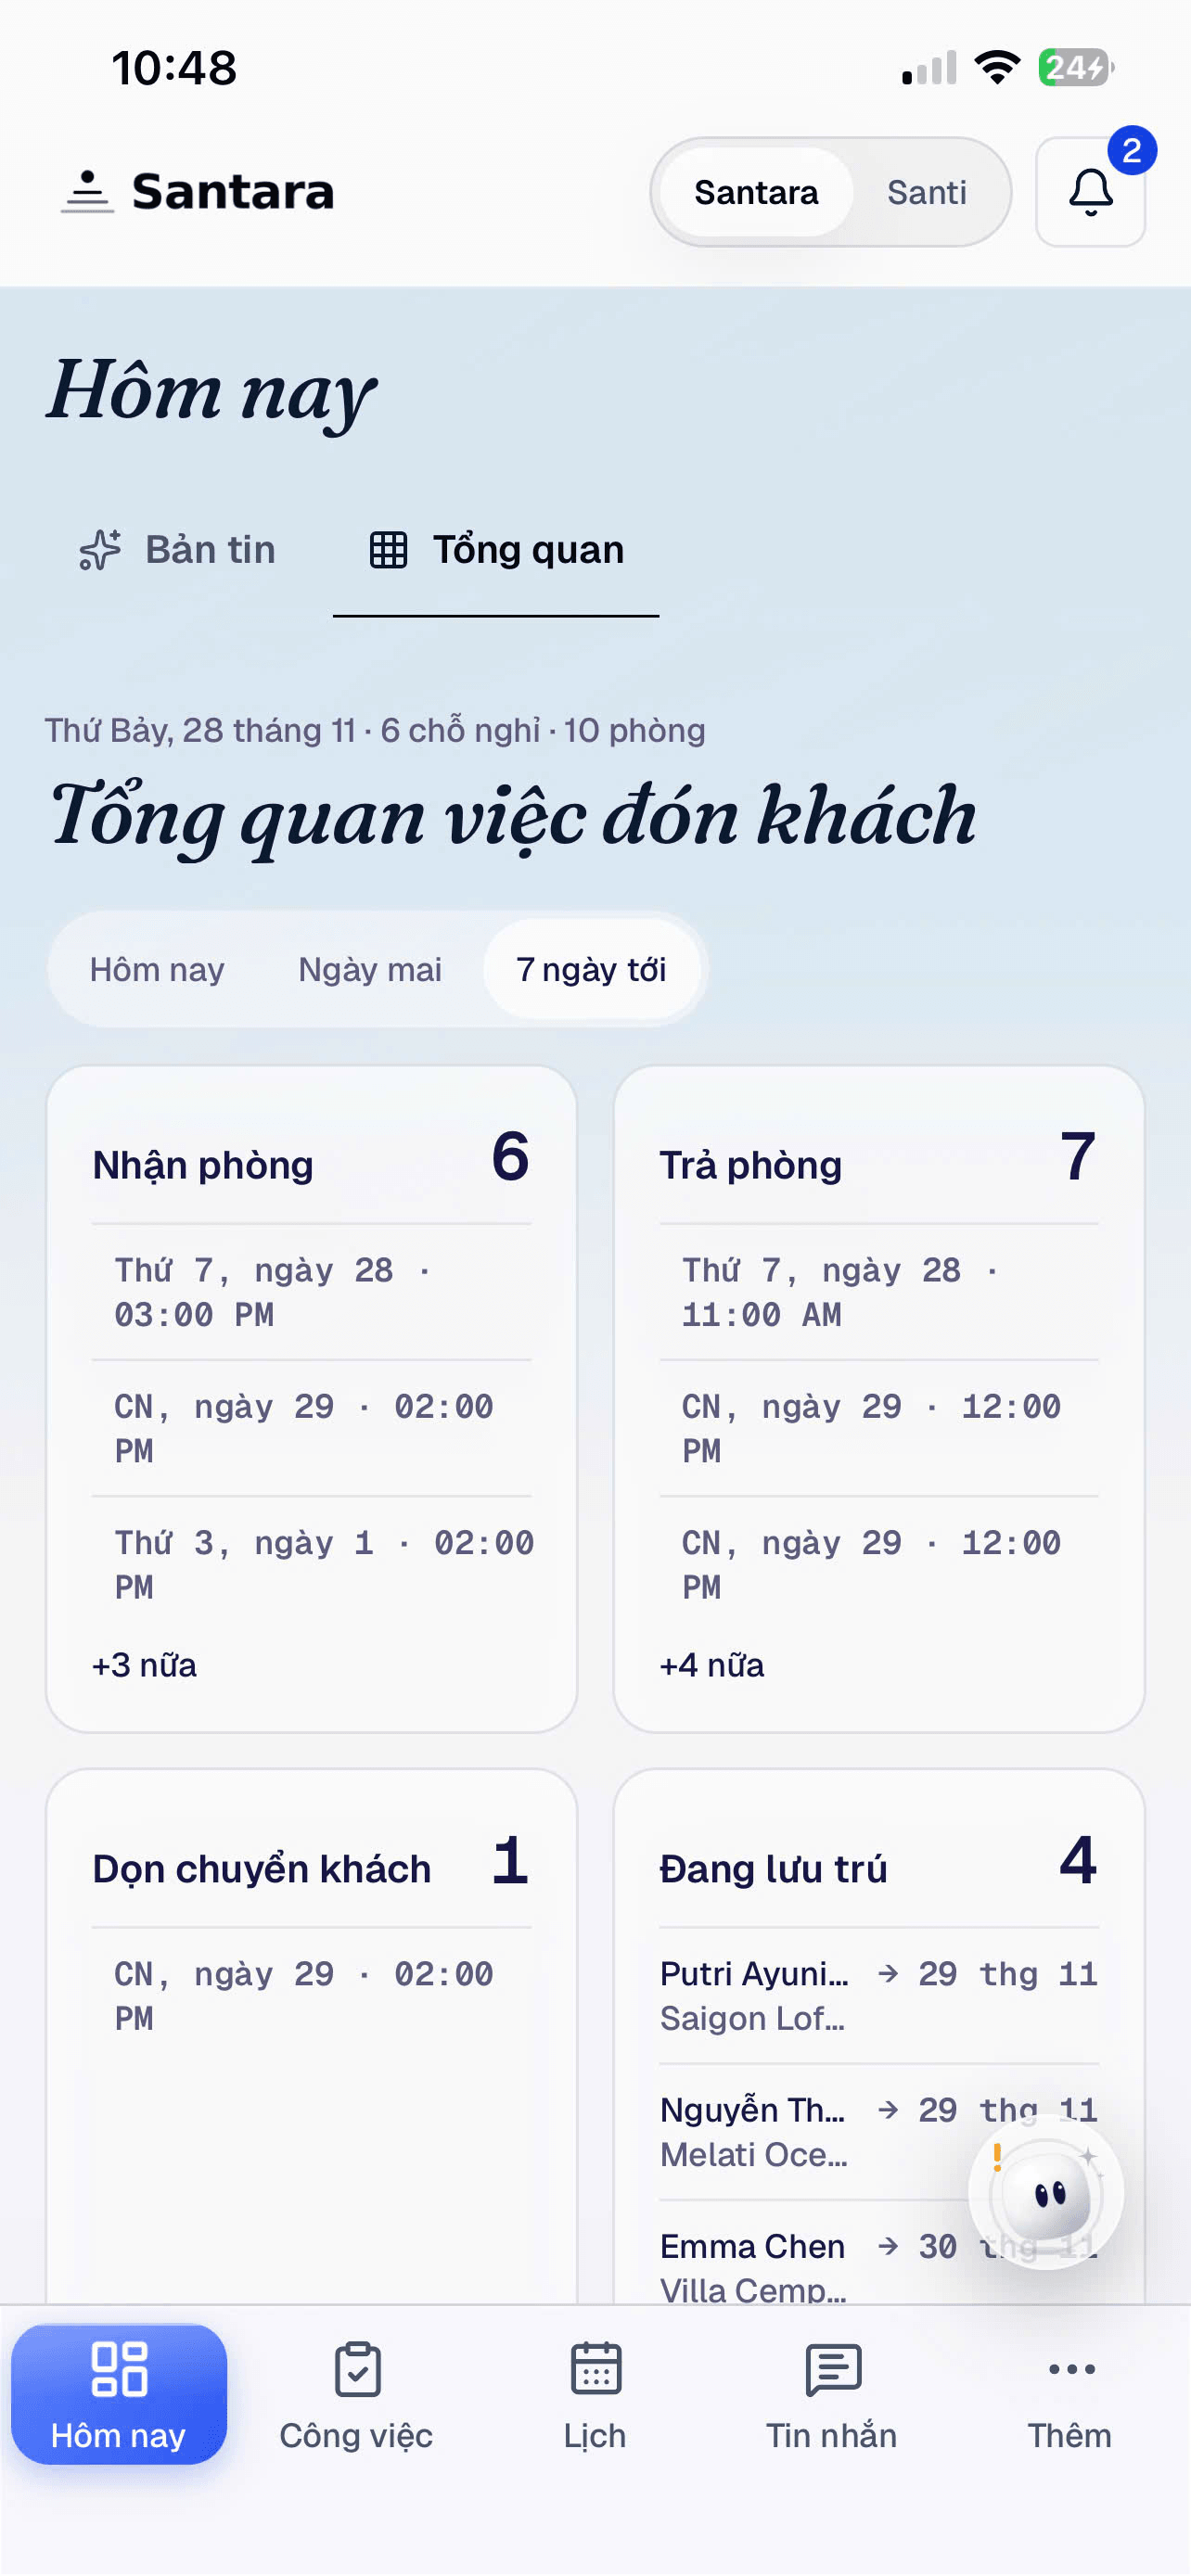 10:48
24
Santara
Santara
Santi
2
Hôm nay
Bản tin
Tổng quan
Thứ Bảy, 28 tháng 11 · 6 chỗ nghỉ · 10 phòng
Tổng quan việc đón khách
Hôm nay
Ngày mai
7 ngày tới
Nhận phòng
6
Thứ 7, ngày 28 ·
03:00 PM
CN, ngày 29 · 02:00
PM
Thứ 3, ngày 1 · 02:00
PM
+3 nữa
Trả phòng
7
Thứ 7, ngày 28 ·
11:00 AM
CN, ngày 29 · 12:00
PM
CN, ngày 29 · 12:00
PM
+4 nữa
Dọn chuyển khách
1
CN, ngày 29 · 02:00
PM
Đang lưu trú
4
Putri Ayuni... → 29 thg 11
Saigon Lof...
Nguyễn Th... → 29 thg 11
Melati Oce...
Emma Chen → 30 thg 11
Villa Cemp...
Hôm nay
Công việc
Lịch
Tin nhắn
Thêm